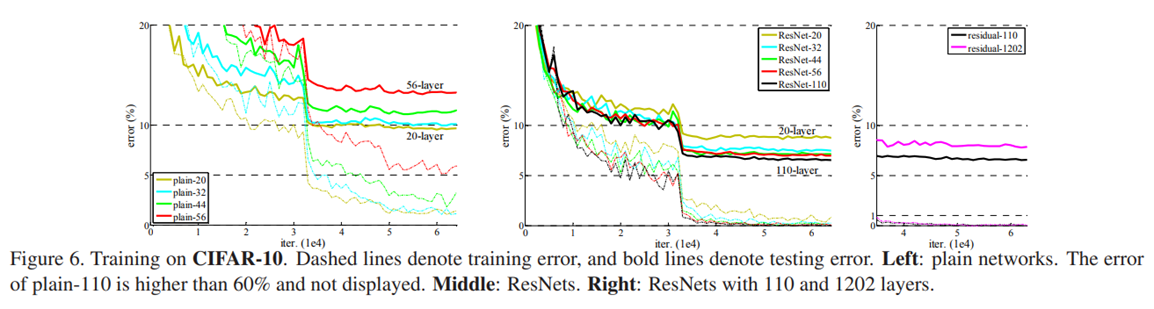 20
15
10
5
0
error (%)
56-layer
20-layer
plain-20
plain-32
plain-44
plain-56
0 1 2 3 4 5 6
iter. (1e4)
20
15
10
5
0
error (%)
ResNet-20
ResNet-32
ResNet-44
ResNet-56
ResNet-110
20-layer
110-layer
0 1 2 3 4 5 6
iter. (1e4)
20
15
10
5
1
0
error (%)
residual-110
residual-1202
4 5 6
iter. (1e4)
Figure 6. Training on CIFAR-10. Dashed lines denote training error, and bold lines denote testing error. Left: plain networks. The error
of plain-110 is higher than 60% and not displayed. Middle: ResNets. Right: ResNets with 110 and 1202 layers.